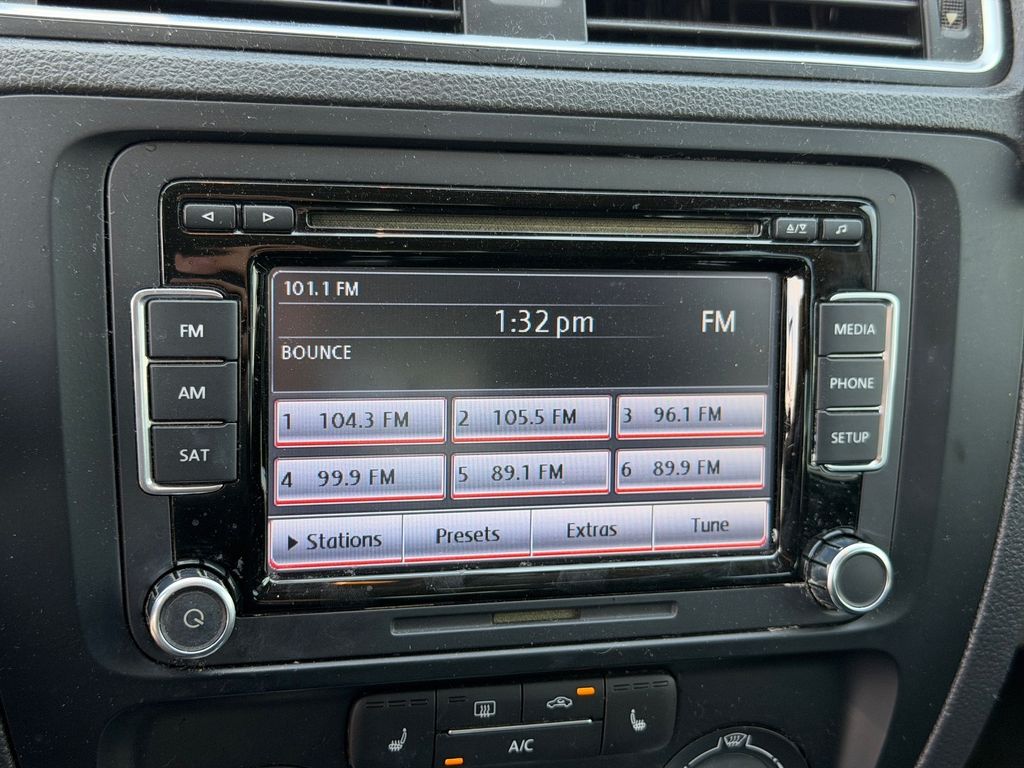 101.1 FM
1:32 pm FM
BOUNCE
1 104.3 FM 2 105.5 FM 3 96.1 FM
4 99.9 FM 5 89.1 FM 6 89.9 FM
Stations Presets Extras Tune
FM
AM
SAT
MEDIA
PHONE
SETUP
A/C